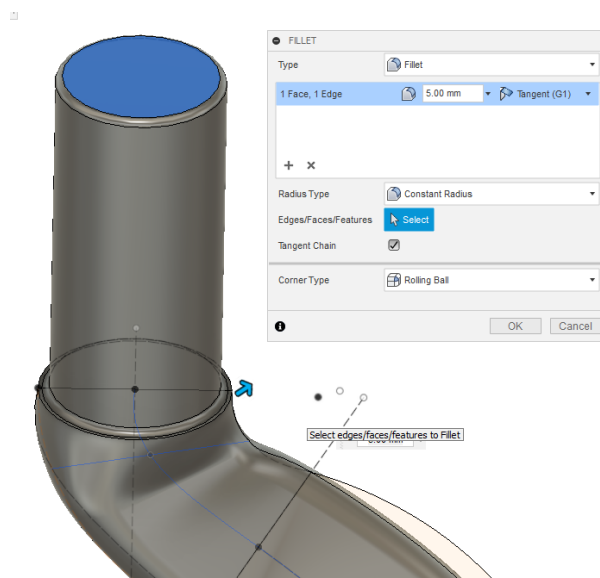 FILLET
Type Fillet
1 Face, 1 Edge 5.00 mm Tangent (G1)
Radius Type Constant Radius
Edges/Faces/Features Select
Tangent Chain
Corner Type Rolling Ball
OK Cancel
Select edges/faces/features to Fillet